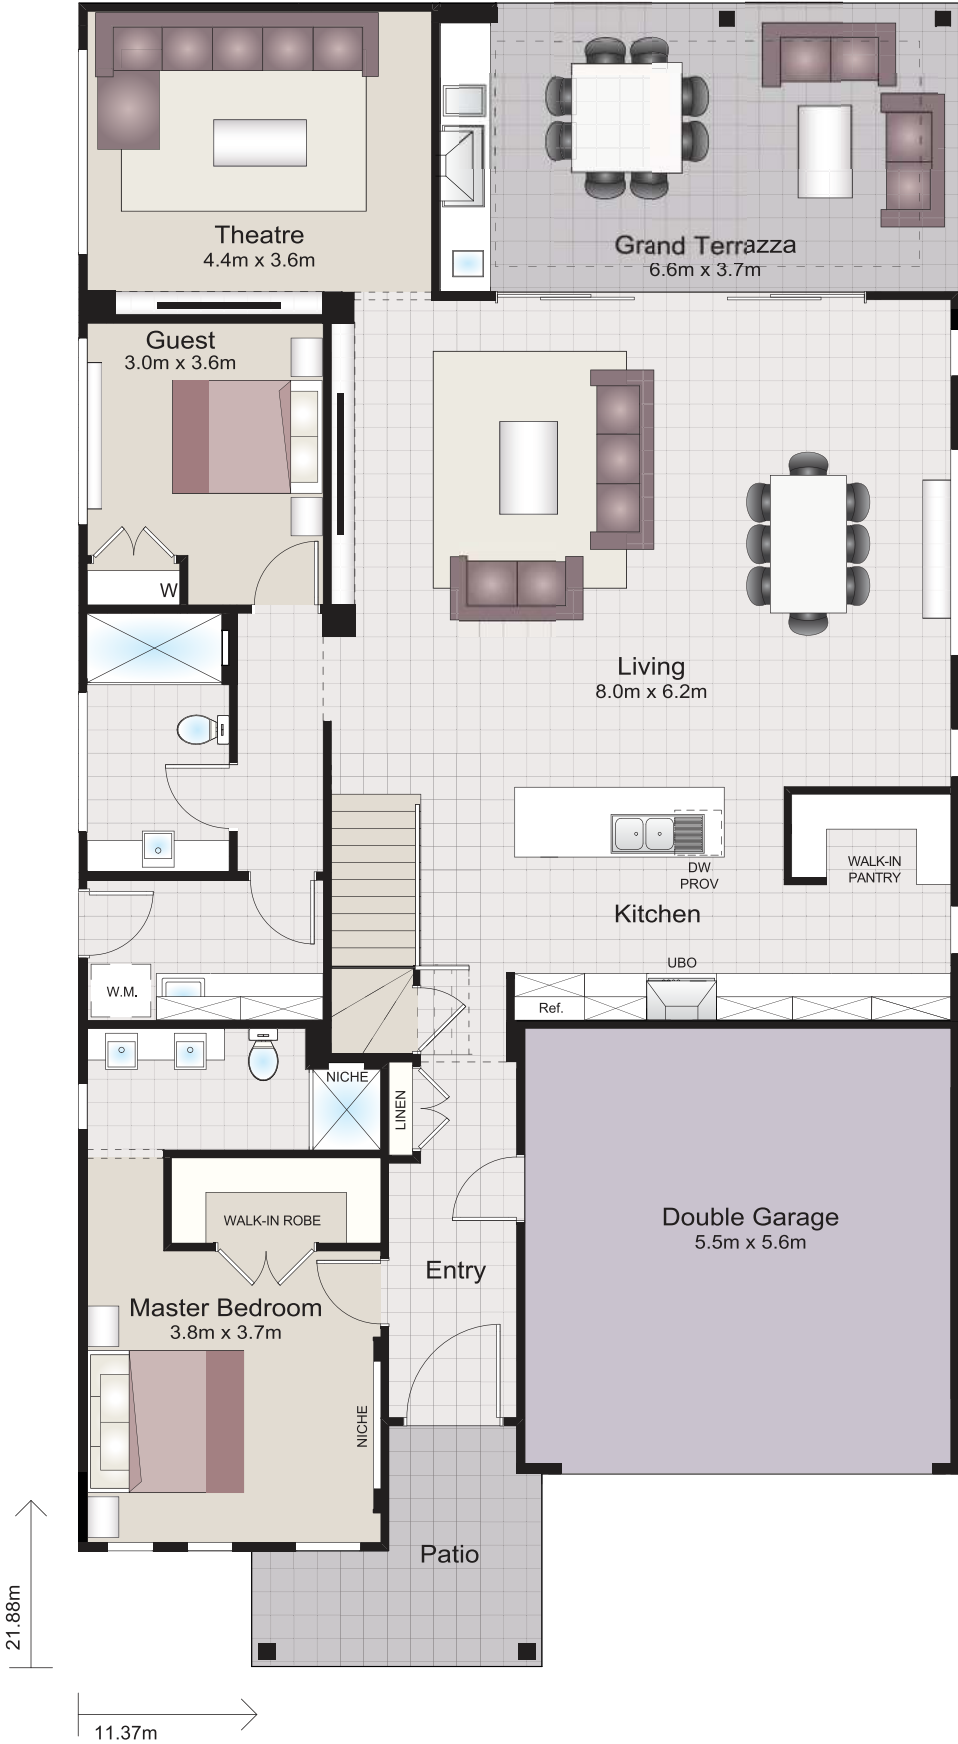 Theatre
4.4m x 3.6m
Grand Terrazza
6.6m x 3.7m
Guest
3.0m x 3.6m
W
Living
8.0m x 6.2m
DW
PROV
WALK-IN
PANTRY
Kitchen
UBO
W.M.
Ref.
NICHE
LINEN
WALK-IN ROBE
Double Garage
5.5m x 5.6m
Entry
Master Bedroom
3.8m x 3.7m
NICHE
Patio
21.88m
11.37m